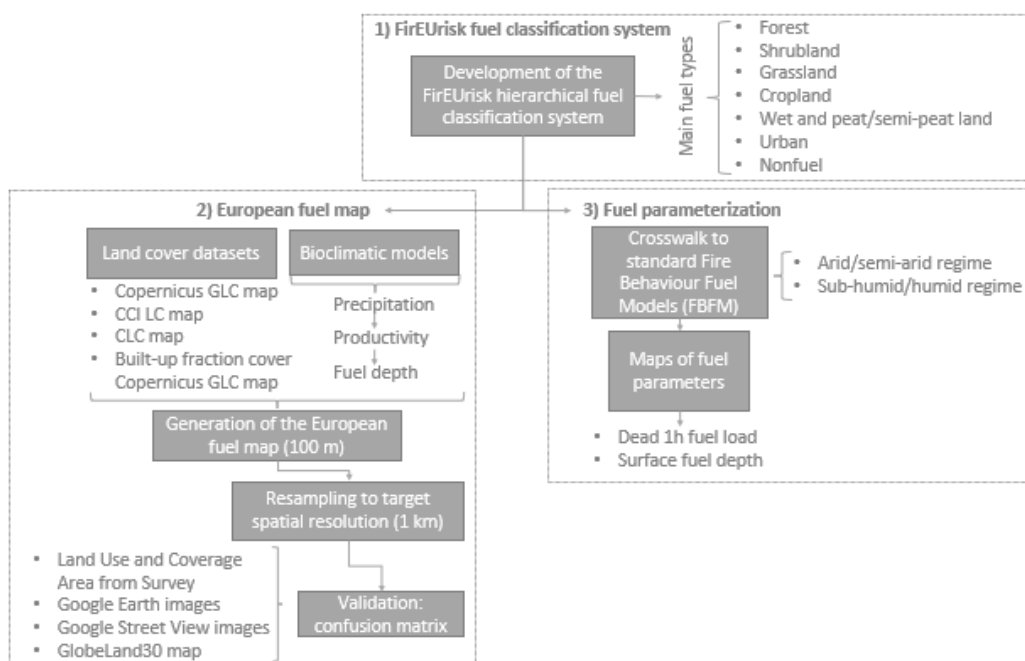 1) FirEUrisk fuel classification system
Development of the
FirEUrisk hierarchical fuel
classification system
Main fuel types
• Forest
• Shrubland
• Grassland
• Cropland
• Wet and peat/semi-peat land
• Urban
• Nonfuel
2) European fuel map
Land cover datasets
• Copernicus GLC map
• CCI LC map
• CLC map
• Built-up fraction cover
Copernicus GLC map
Bioclimatic models
Precipitation
Productivity
Fuel depth
Generation of the European
fuel map (100 m)
Resampling to target
spatial resolution (1 km)
• Land Use and Coverage
Area from Survey
• Google Earth images
• Google Street View images
• GlobeLand30 map
Validation:
confusion matrix
3) Fuel parameterization
Crosswalk to
standard Fire
Behaviour Fuel
Models (FBFM)
• Arid/semi-arid regime
• Sub-humid/humid regime
Maps of fuel
parameters
• Dead 1h fuel load
• Surface fuel depth